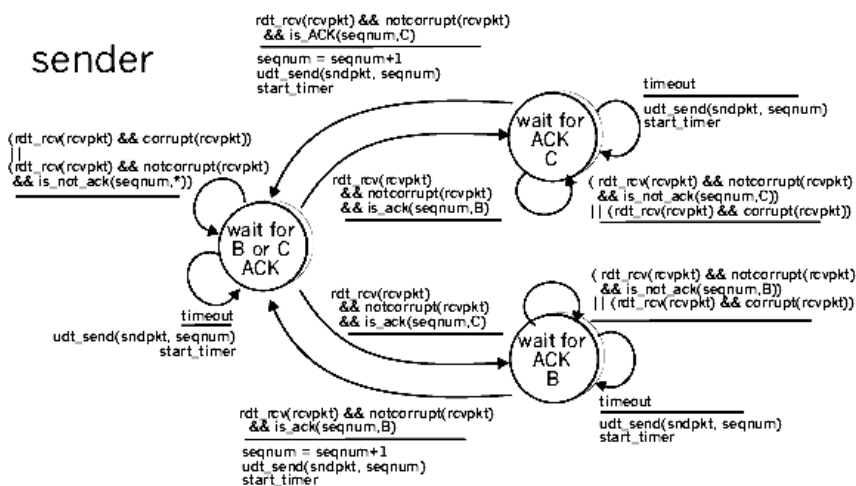 sender
rdt_rcv(rcvpkt) && notcorrupt(rcvpkt)
&& is_ACK(seqnum,C)
seqnum = seqnum+1
udt_send(sndpkt, seqnum)
start_timer
(rdt_rcv(rcvpkt) && corrupt(rcvpkt))
||
(rdt_rcv(rcvpkt) && notcorrupt(rcvpkt)
&& is_not_ack(seqnum,*))
wait for
B or C
ACK
timeout
udt_send(sndpkt, seqnum)
start_timer
rdt_rcv(rcvpkt)
&& notcorrupt(rcvpkt)
&& is_ack(seqnum,B)
wait for
ACK
C
timeout
udt_send(sndpkt, seqnum)
start_timer
( rdt_rcv(rcvpkt) && notcorrupt(rcvpkt)
&& is_not_ack(seqnum,C))
|| (rdt_rcv(rcvpkt) && corrupt(rcvpkt))
rdt_rcv(rcvpkt)
&& notcorrupt(rcvpkt)
&& is_ack(seqnum,C)
( rdt_rcv(rcvpkt) && notcorrupt(rcvpkt)
&& is_not_ack(seqnum,B))
|| (rdt_rcv(rcvpkt) && corrupt(rcvpkt))
wait for
ACK
B
timeout
udt_send(sndpkt, seqnum)
start_timer
rdt_rcv(rcvpkt) && notcorrupt(rcvpkt)
&& is_ack(seqnum,B)
seqnum = seqnum+1
udt_send(sndpkt, seqnum)
start_timer